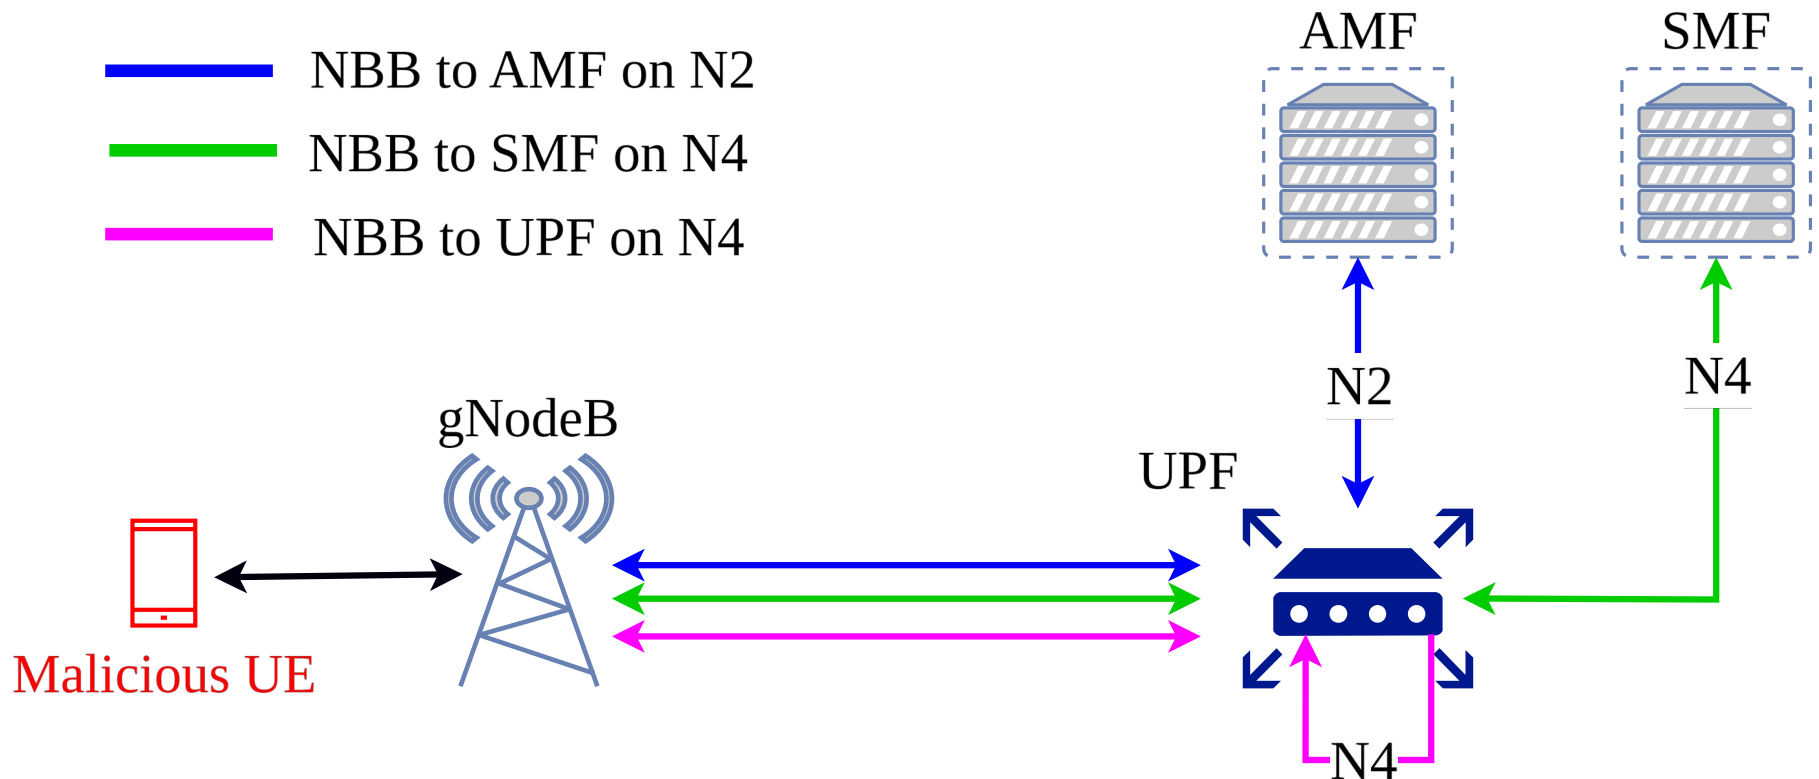 AMF
SMF
NBB to AMF on N2
NBB to SMF on N4
NBB to UPF on N4
N4
N2
gNodeB
UPF
Malicious UE
N4